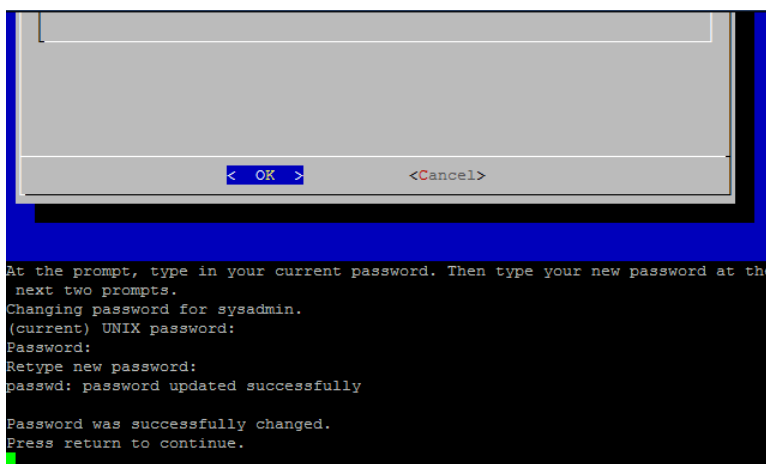 < OK > <Cancel>
At the prompt, type in your current password. Then type your new password at the
next two prompts.
Changing password for sysadmin.
(current) UNIX password:
Password:
Retype new password:
passwd: password updated successfully
Password was successfully changed.
Press return to continue.